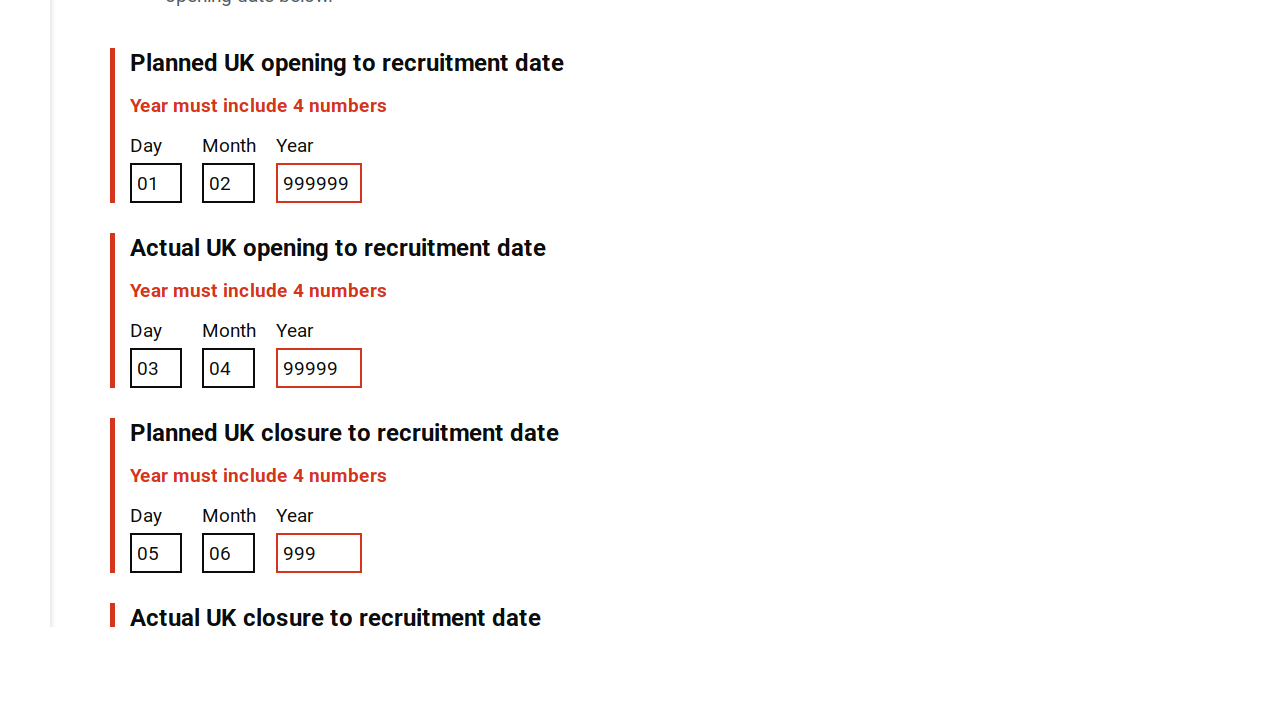 opening date below.
Planned UK opening to recruitment date
Year must include 4 numbers
Day Month Year
01 02 999999
Actual UK opening to recruitment date
Year must include 4 numbers
Day Month Year
03 04 99999
Planned UK closure to recruitment date
Year must include 4 numbers
Day Month Year
05 06 999
Actual UK closure to recruitment date